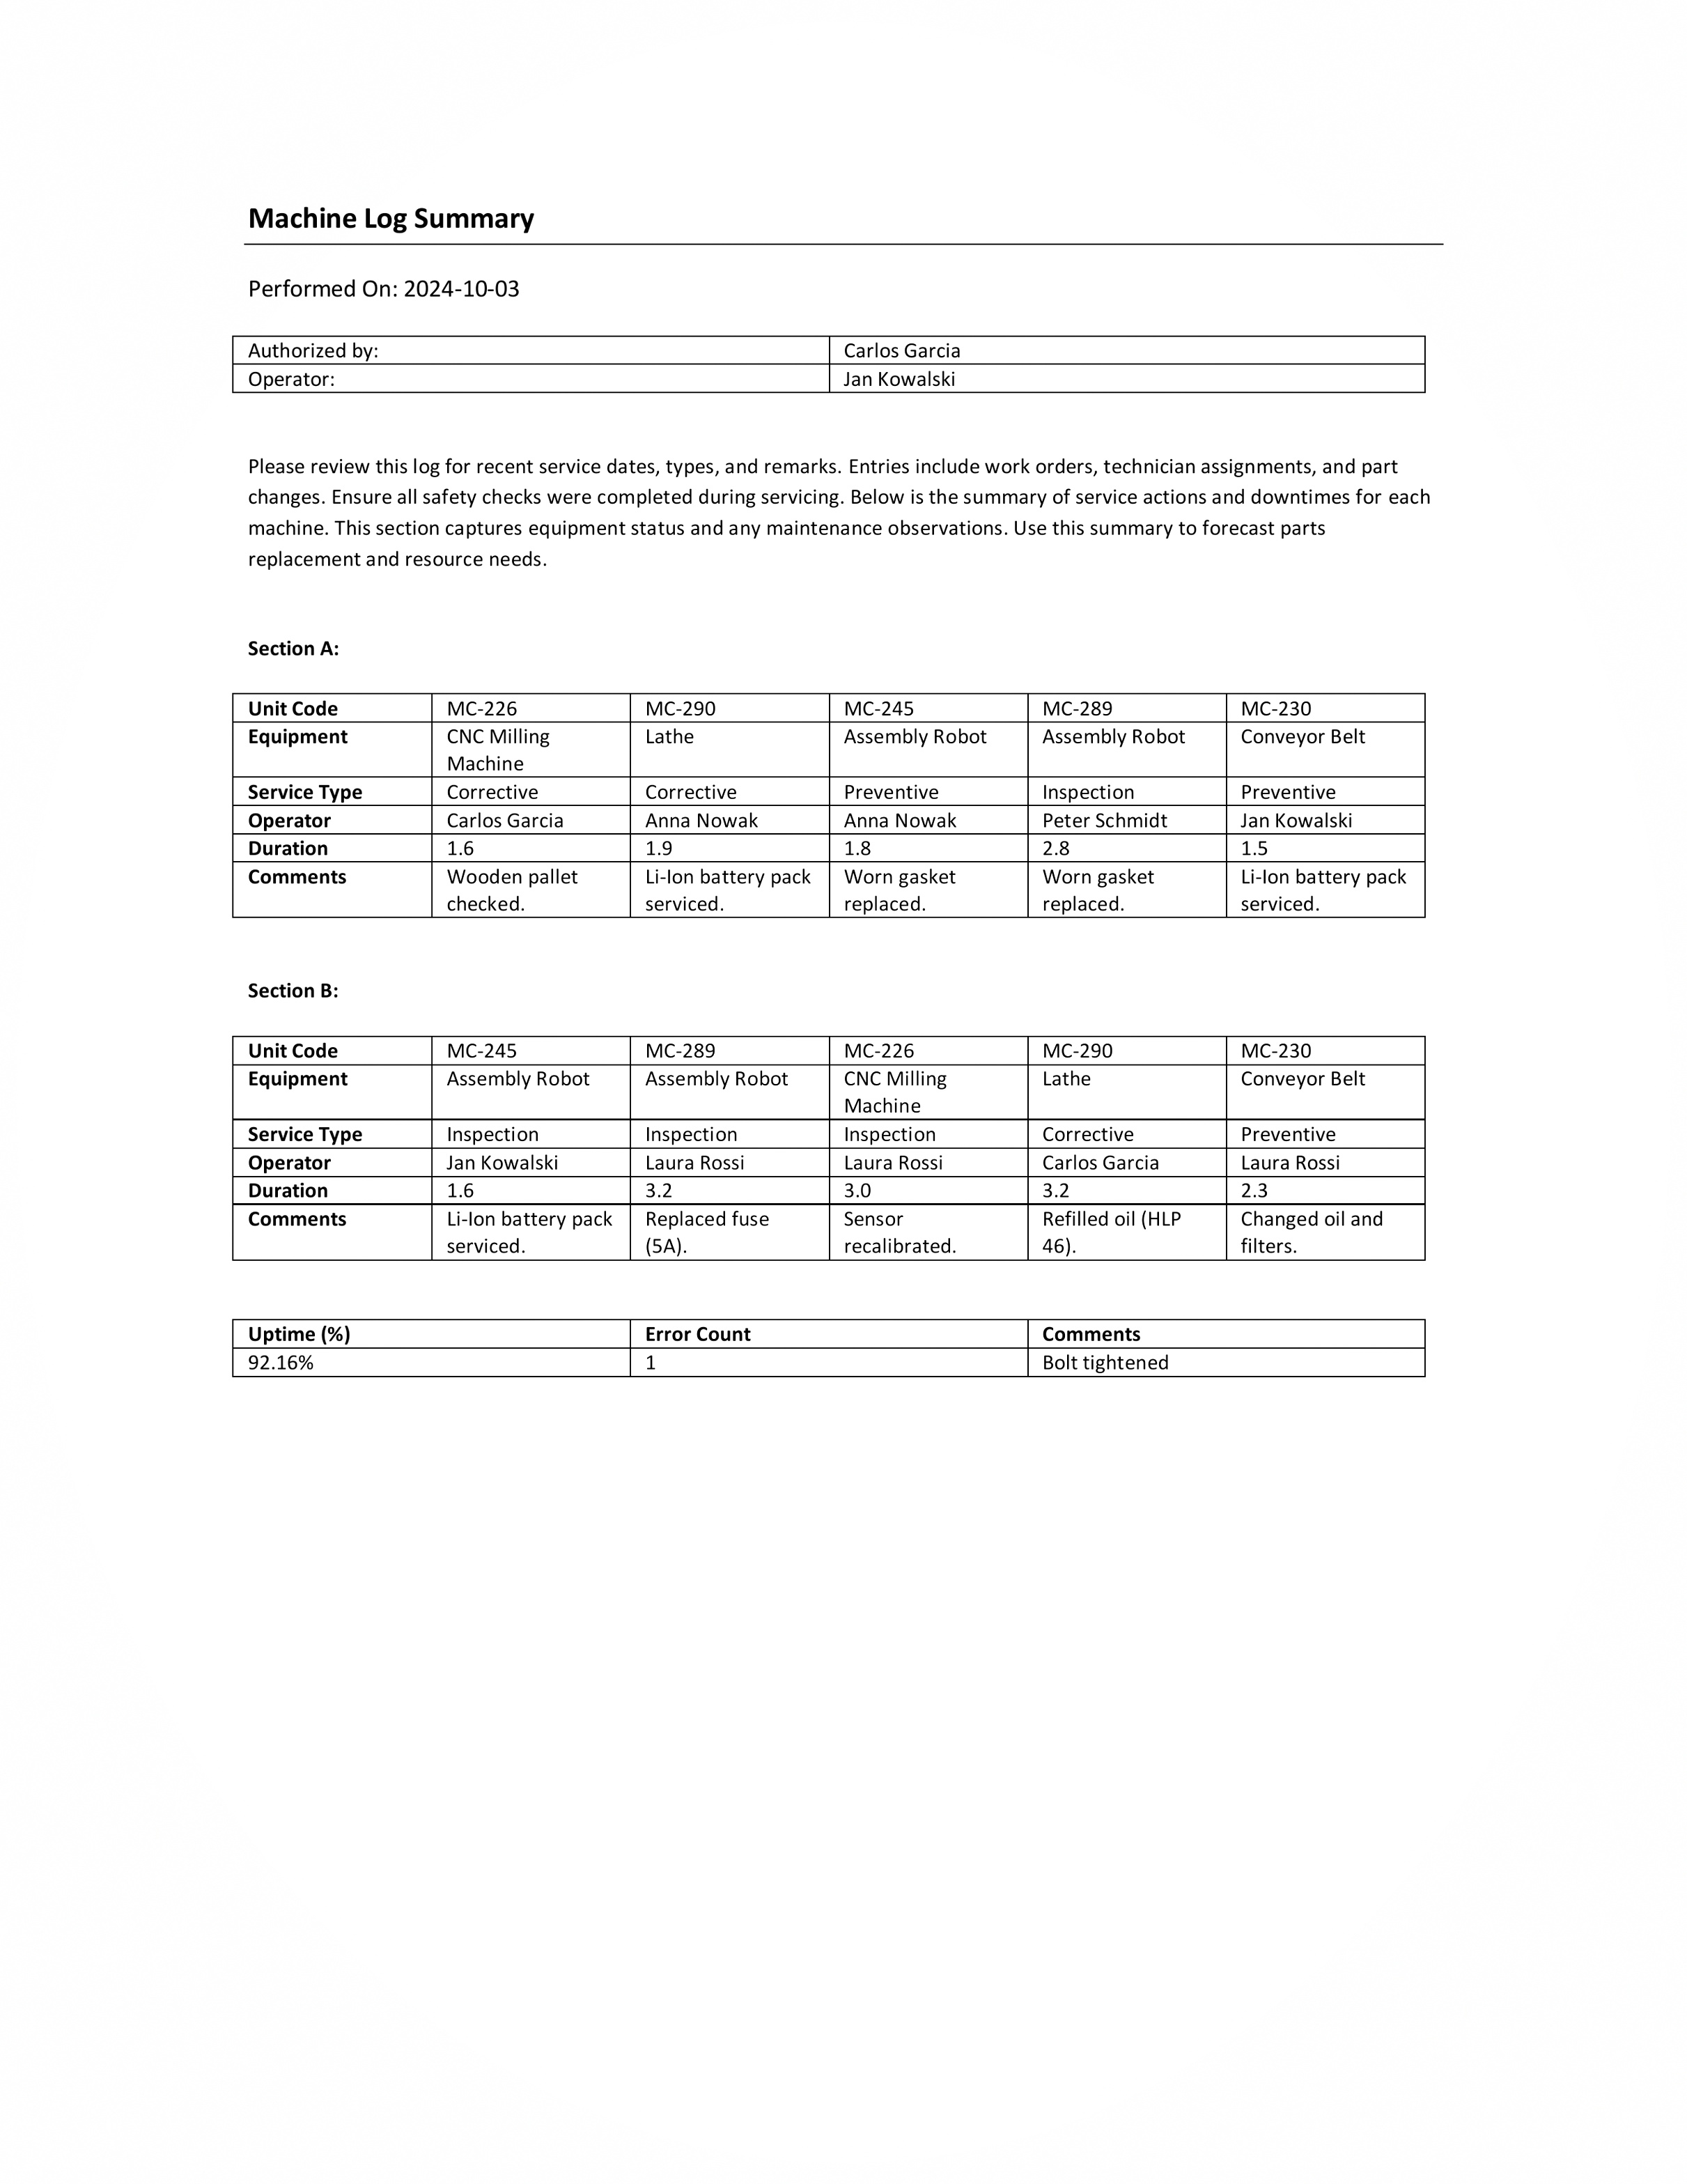 Machine Log Summary
Performed On: 2024-10-03
Authorized by: Carlos Garcia
Operator: Jan Kowalski
Please review this log for recent service dates, types, and remarks. Entries include work orders, technician assignments, and part
changes. Ensure all safety checks were completed during servicing. Below is the summary of service actions and downtimes for each
machine. This section captures equipment status and any maintenance observations. Use this summary to forecast parts
replacement and resource needs.
Section A:
Unit Code MC-226 MC-290 MC-245 MC-289 MC-230
Equipment CNC Milling Lathe Assembly Robot Assembly Robot Conveyor Belt
Machine
Service Type Corrective Corrective Preventive Inspection Preventive
Operator Carlos Garcia Anna Nowak Anna Nowak Peter Schmidt Jan Kowalski
Duration 1.6 1.9 1.8 2.8 1.5
Comments Wooden pallet Li-Ion battery pack Worn gasket Worn gasket Li-Ion battery pack
checked. serviced. replaced. replaced. serviced.
Section B:
Unit Code MC-245 MC-289 MC-226 MC-290 MC-230
Equipment Assembly Robot Assembly Robot CNC Milling Lathe Conveyor Belt
Machine
Service Type Inspection Inspection Inspection Corrective Preventive
Operator Jan Kowalski Laura Rossi Laura Rossi Carlos Garcia Laura Rossi
Duration 1.6 3.2 3.0 3.2 2.3
Comments Li-Ion battery pack Replaced fuse Sensor Refilled oil (HLP Changed oil and
serviced. (5A). recalibrated. 46). filters.
Uptime (%) Error Count Comments
92.16% 1 Bolt tightened